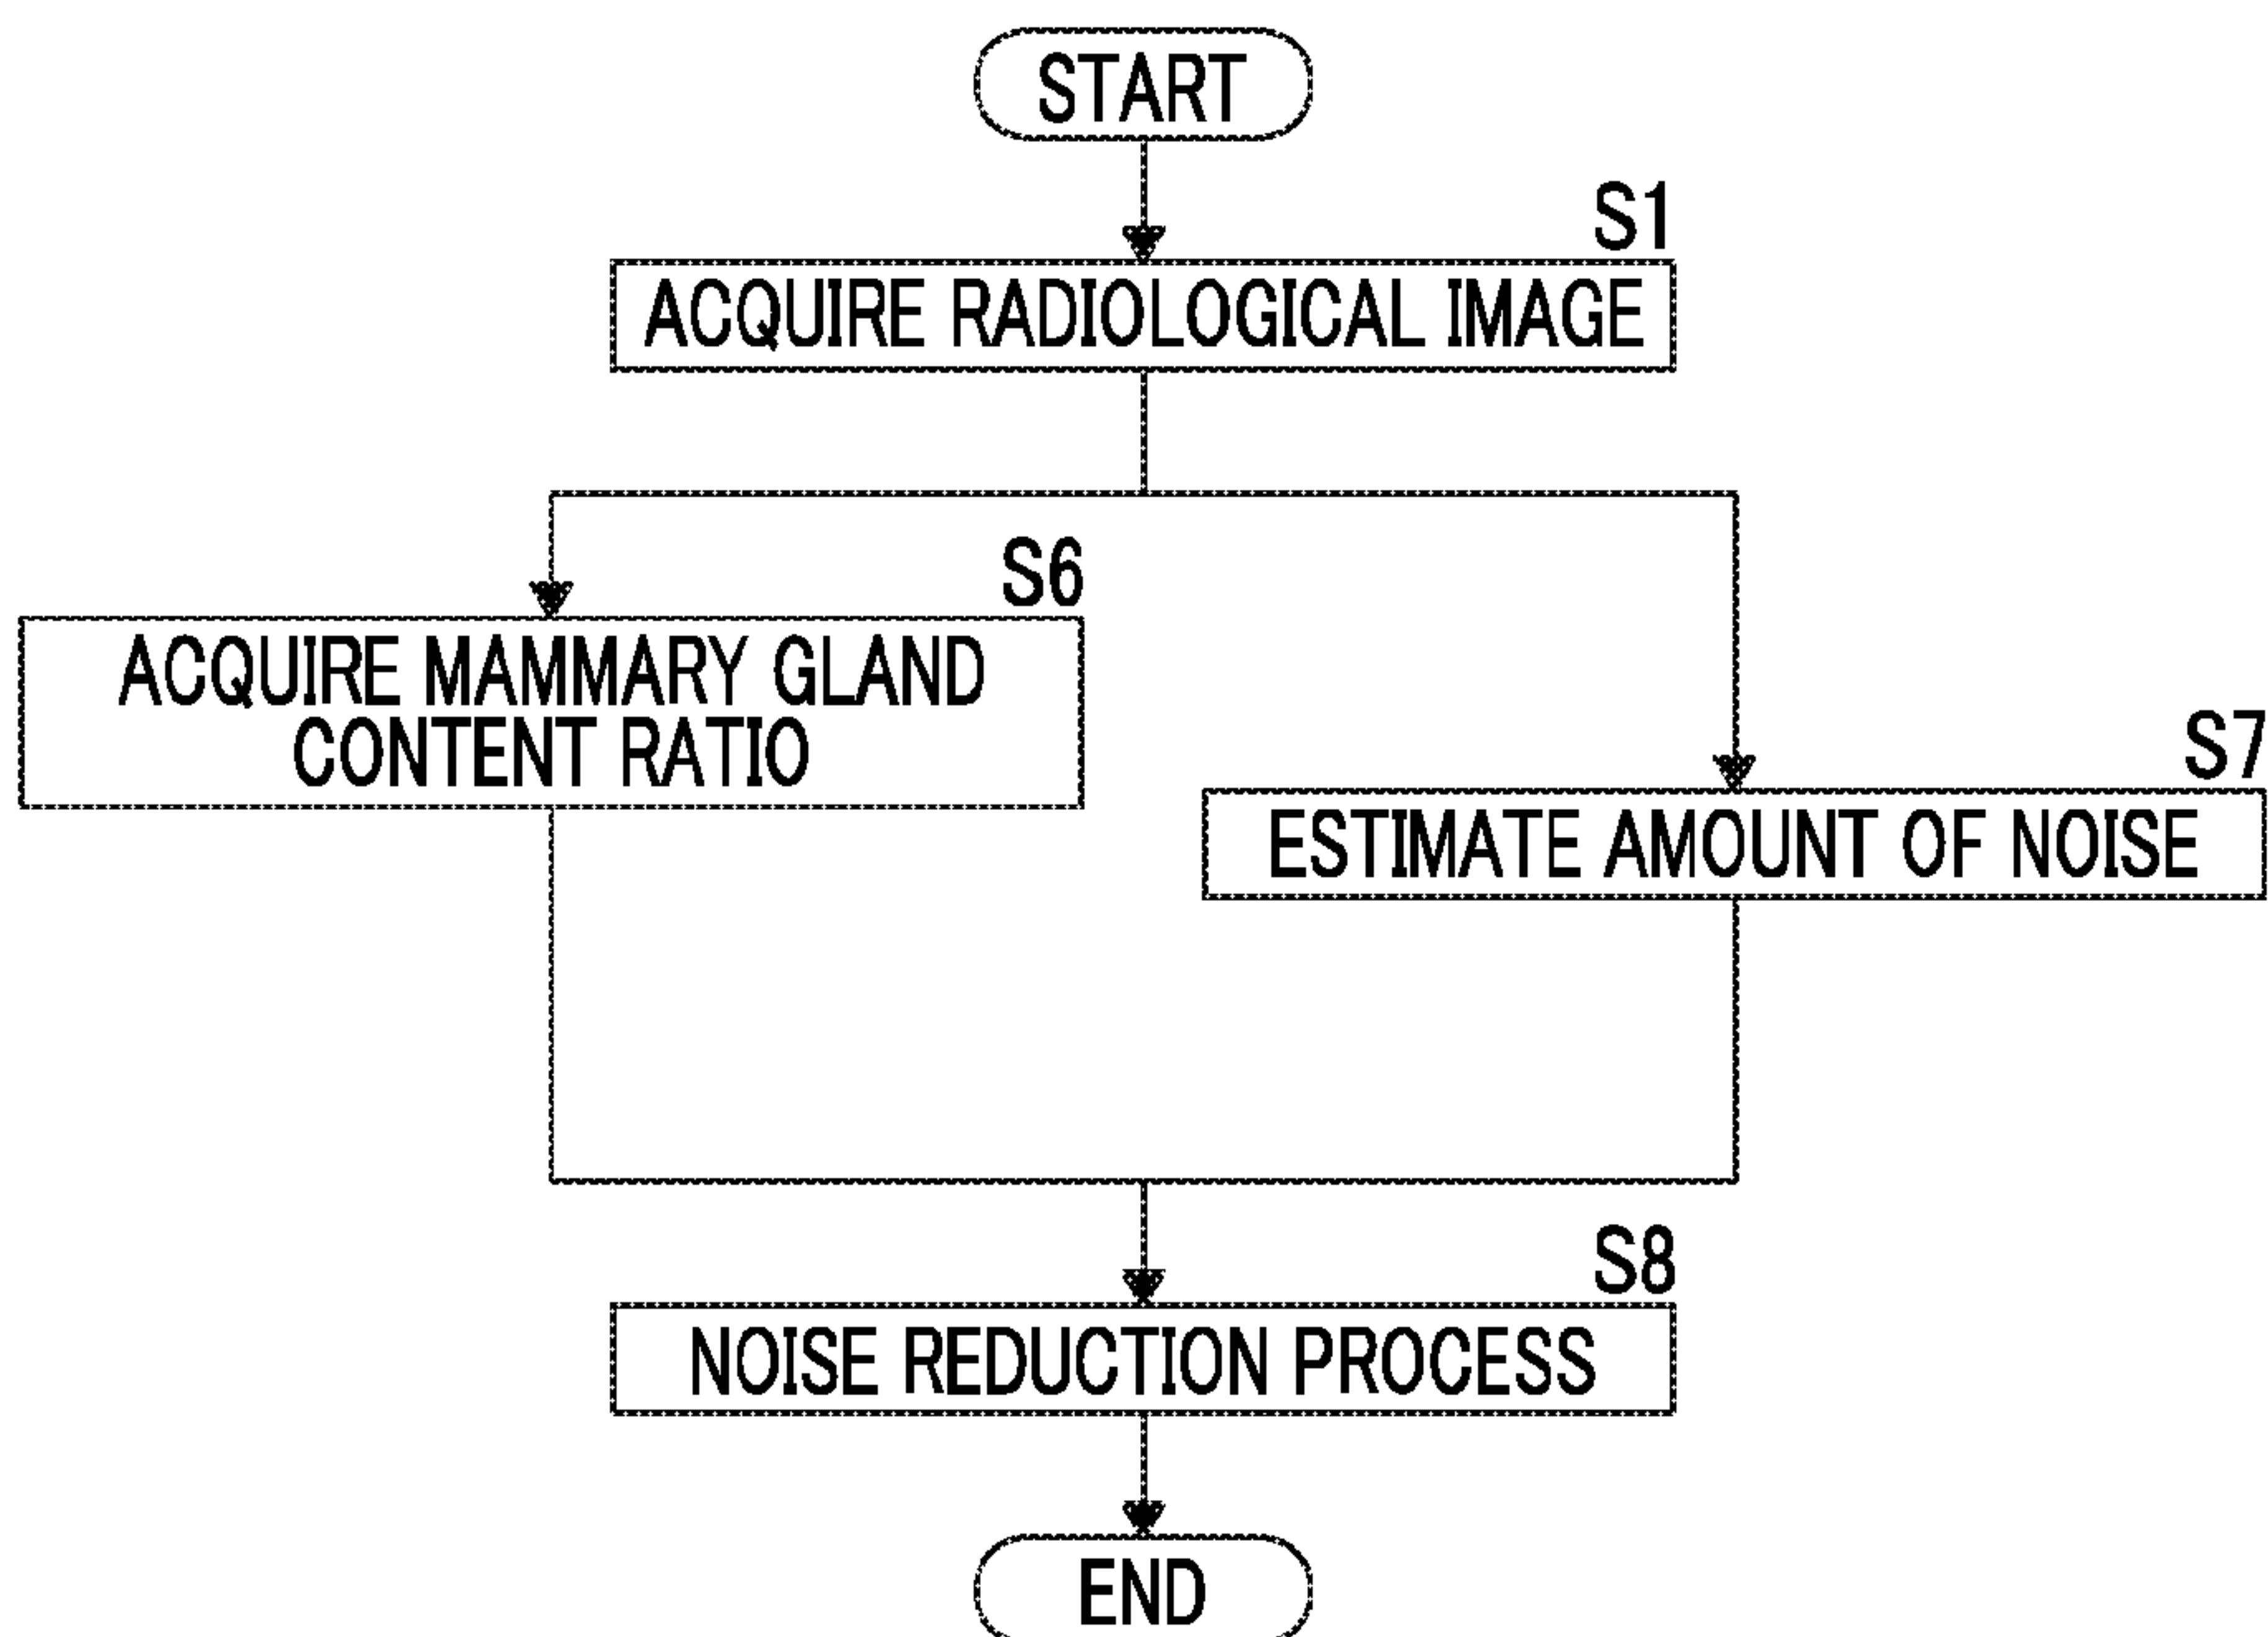 START
S1
ACQUIRE RADIOLOGICAL IMAGE
S6
ACQUIRE MAMMARY GLAND
CONTENT RATIO
S7
ESTIMATE AMOUNT OF NOISE
S8
NOISE REDUCTION PROCESS
END